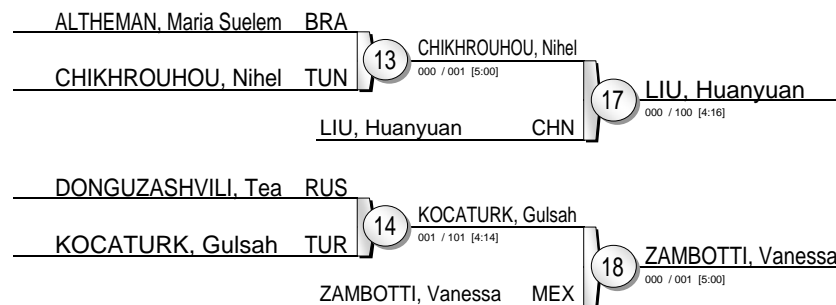 ALTHEMAN, Maria Suelem BRA
13 CHIKHROUHOU, Nihel
000 / 001 [5:00]
CHIKHROUHOU, Nihel TUN
17 LIU, Huanyuan
000 / 100 [4:16]
LIU, Huanyuan CHN
DONGUZASHVILI, Tea RUS
14 KOCATURK, Gulsah
001 / 101 [4:14]
KOCATURK, Gulsah TUR
18 ZAMBOTTI, Vanessa
000 / 001 [5:00]
ZAMBOTTI, Vanessa MEX